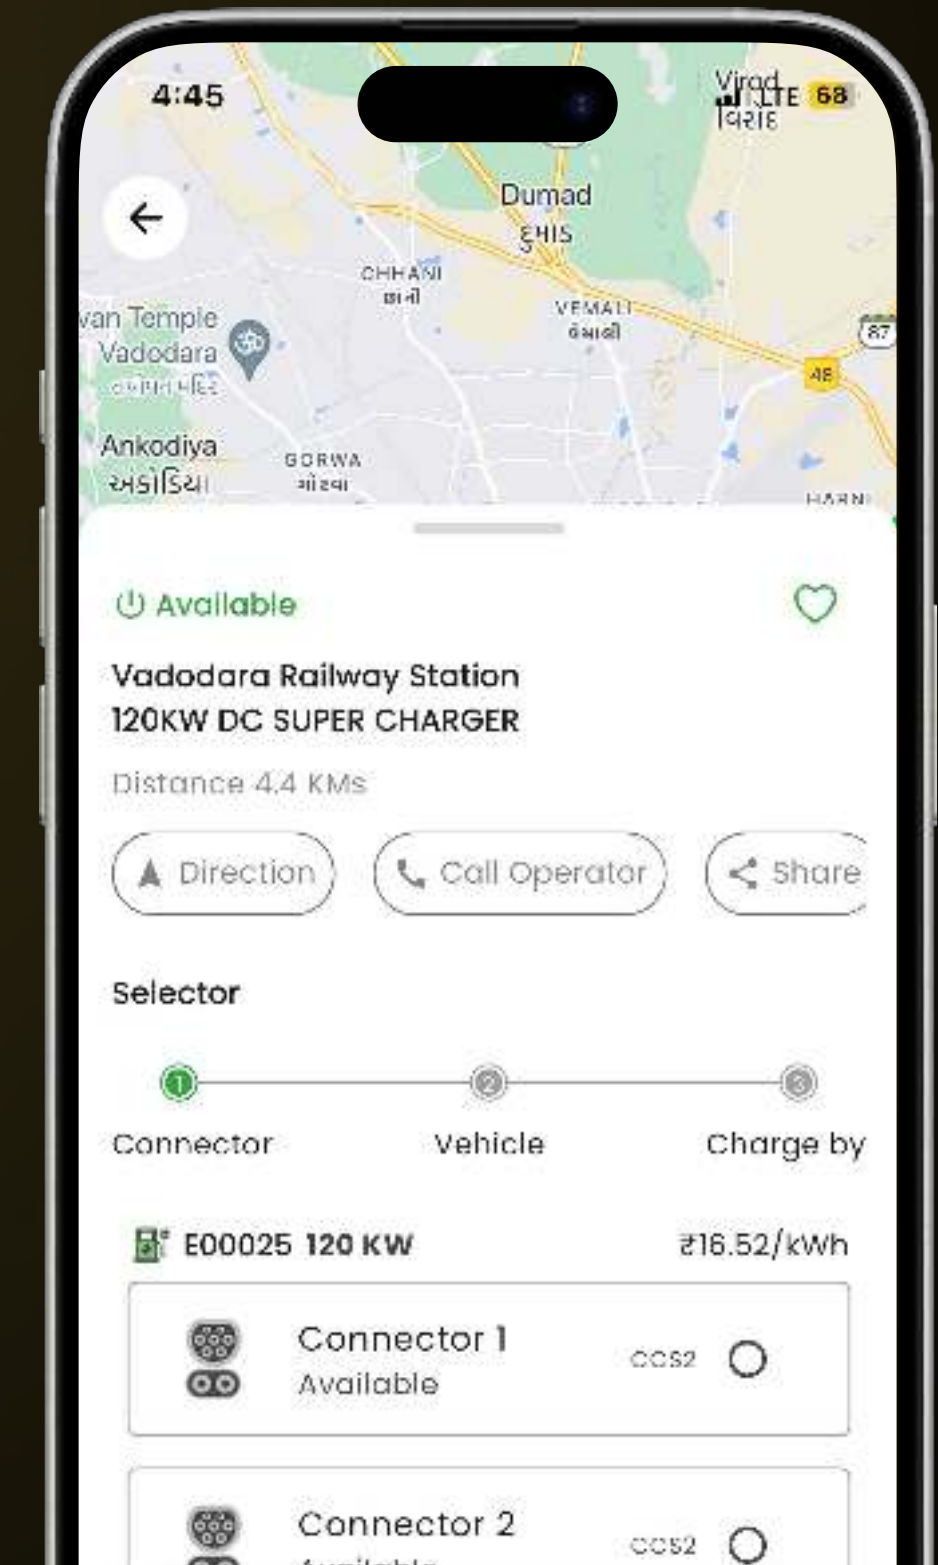 4:45
Virad
LTE 68
વિરાદ
Dumad
દુમાડ
CHHANI
છાની
VEMALI
વેમાલી
87
van Temple
Vadodara
48
Ankodiya
અંકોડિયા
GORWA
ગોરવા
HARNI
Available
Vadodara Railway Station
120KW DC SUPER CHARGER
Distance 4.4 KMs
Direction
Call Operator
Share
Selector
1
2
3
Connector
Vehicle
Charge by
E00025 120 KW
₹16.52/kWh
Connector 1
CCS2
Available
Connector 2
CCS2
Available